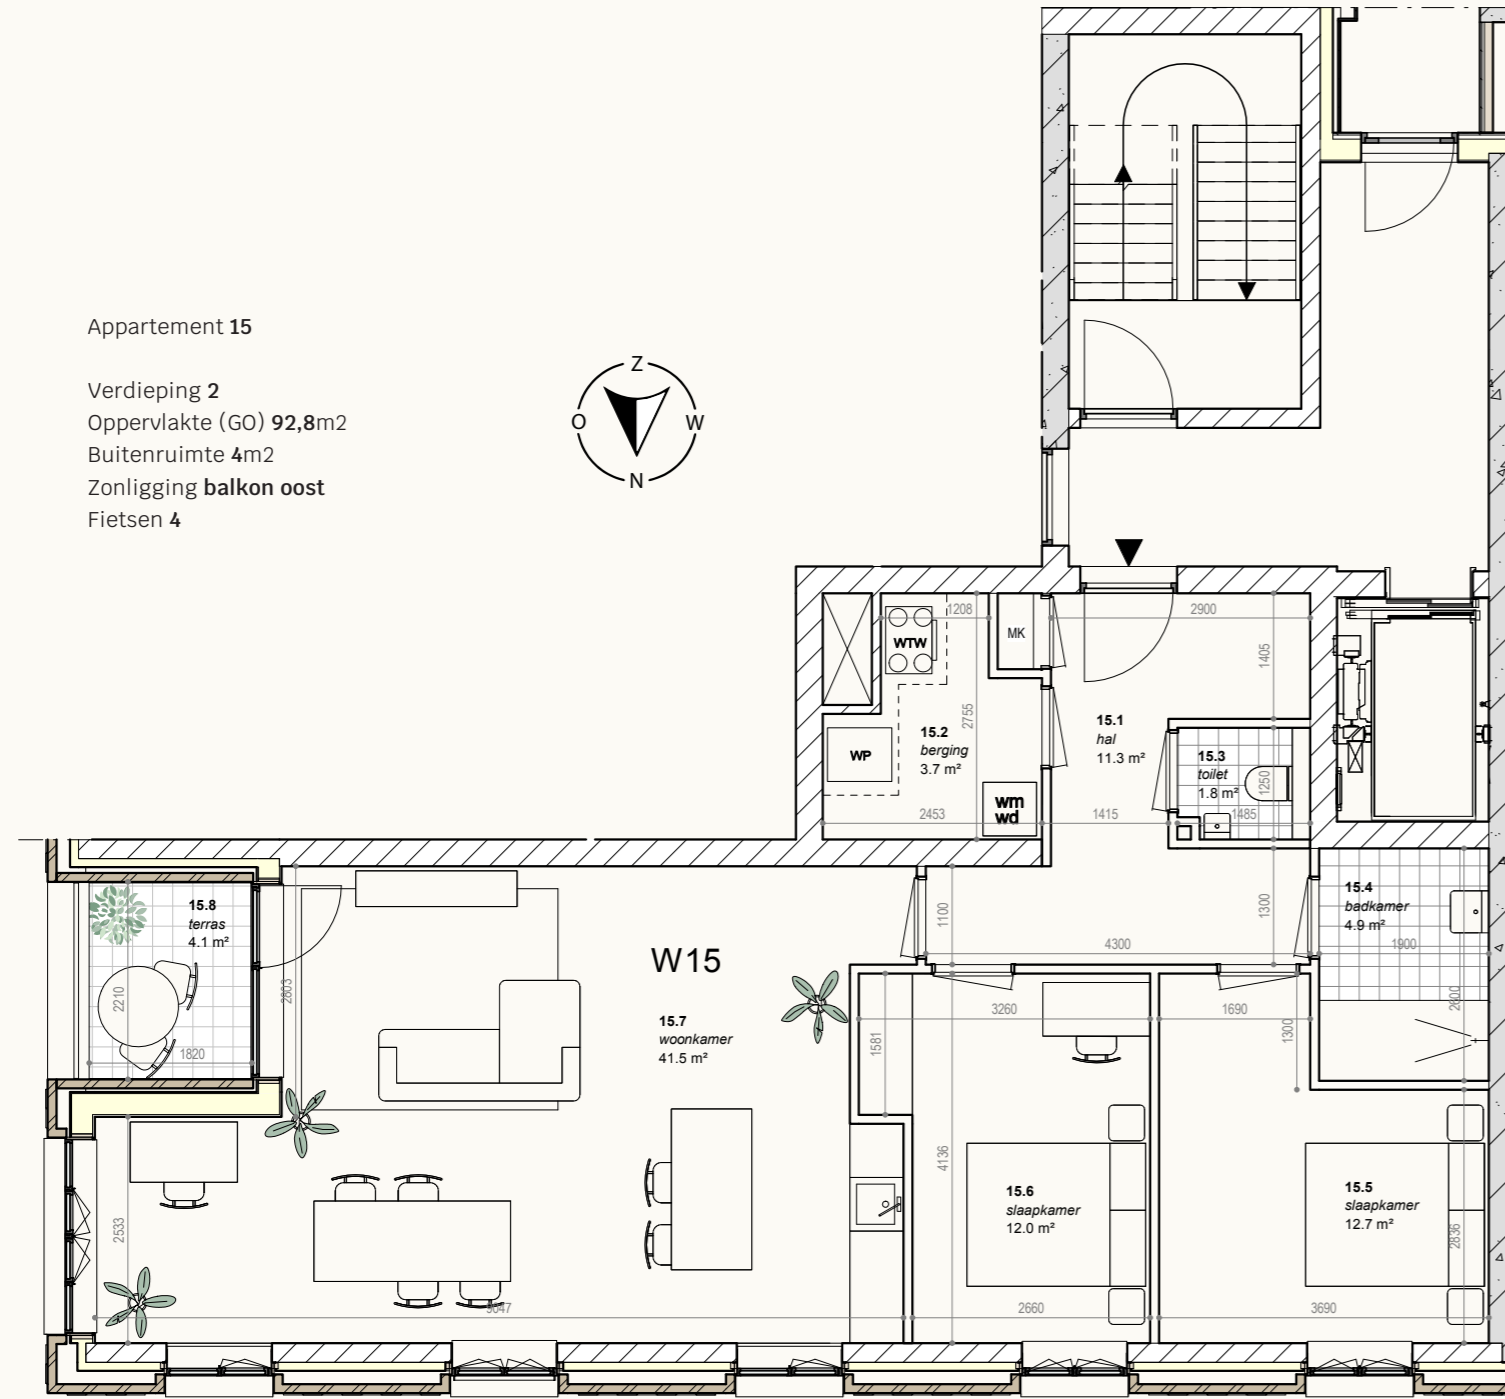 Appartement 15
Verdieping 2
Oppervlakte (GO) 92,8m2
Buitenruimte 4m2
Zonligging balkon oost
Fietsen 4
Z
O
W
N
1208
WTW
MK
2900
1405
2755
15.2
berging
3.7 m²
WP
wm
wd
2453
15.1
hal
11.3 m²
1415
15.3
toilet
1.8 m²
1250
1485
15.8
terras
4.1 m²
2210
1820
2803
W15
15.7
woonkamer
41.5 m²
1100
4300
1300
15.4
badkamer
4.9 m²
1900
2600
1581
3260
1690
1300
4136
15.6
slaapkamer
12.0 m²
15.5
slaapkamer
12.7 m²
2836
2533
9047
2660
3690